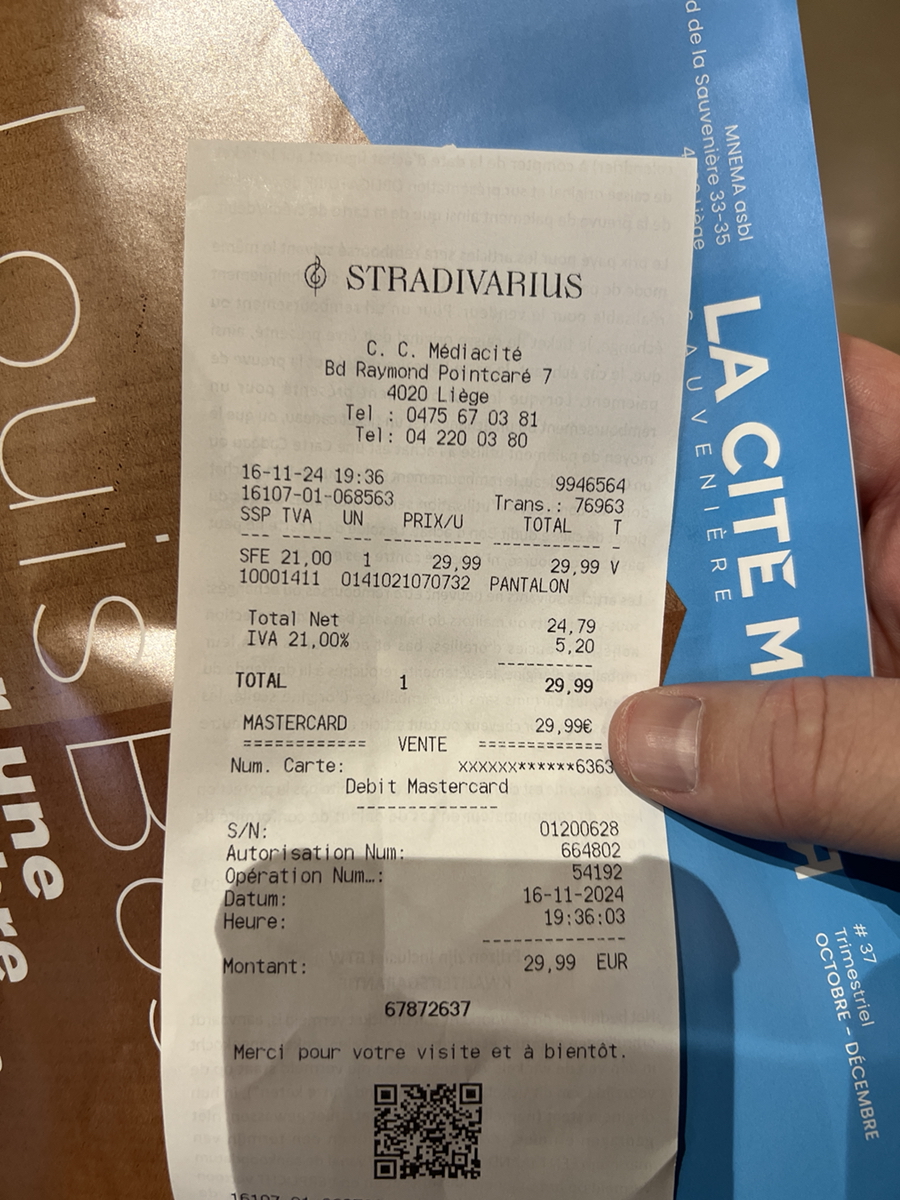 STRADIVARIUS
C. C. Médiacité
Bd Raymond Pointcaré 7
4020 Liège
Tel : 0475 67 03 81
Tel: 04 220 03 80
16-11-24 19:36 9946564
16107-01-068563 Trans.: 76963
SSP TVA UN PRIX/U TOTAL T
--- ----- --- ---------- ---------- -
SFE 21,00 1 29,99 29,99 V
10001411 0141021070732 PANTALON
Total Net 24,79
IVA 21,00% 5,20
----------
TOTAL 1 29,99
MASTERCARD 29,99€
============ VENTE ============
Num. Carte: XXXXXX******6363
Debit Mastercard
--------------
S/N: 01200628
Autorisation Num: 664802
Opération Num…: 54192
Datum: 16-11-2024
Heure: 19:36:03
--------------
Montant: 29,99 EUR
67872637
Merci pour votre visite et à bientôt.
MNEMA asbl
de la Sauvenière 33-35
Liège
LA CITÉ M
SAUVENIÈRE
# 37
Trimestriel
OCTOBRE - DÉCEMBRE
une